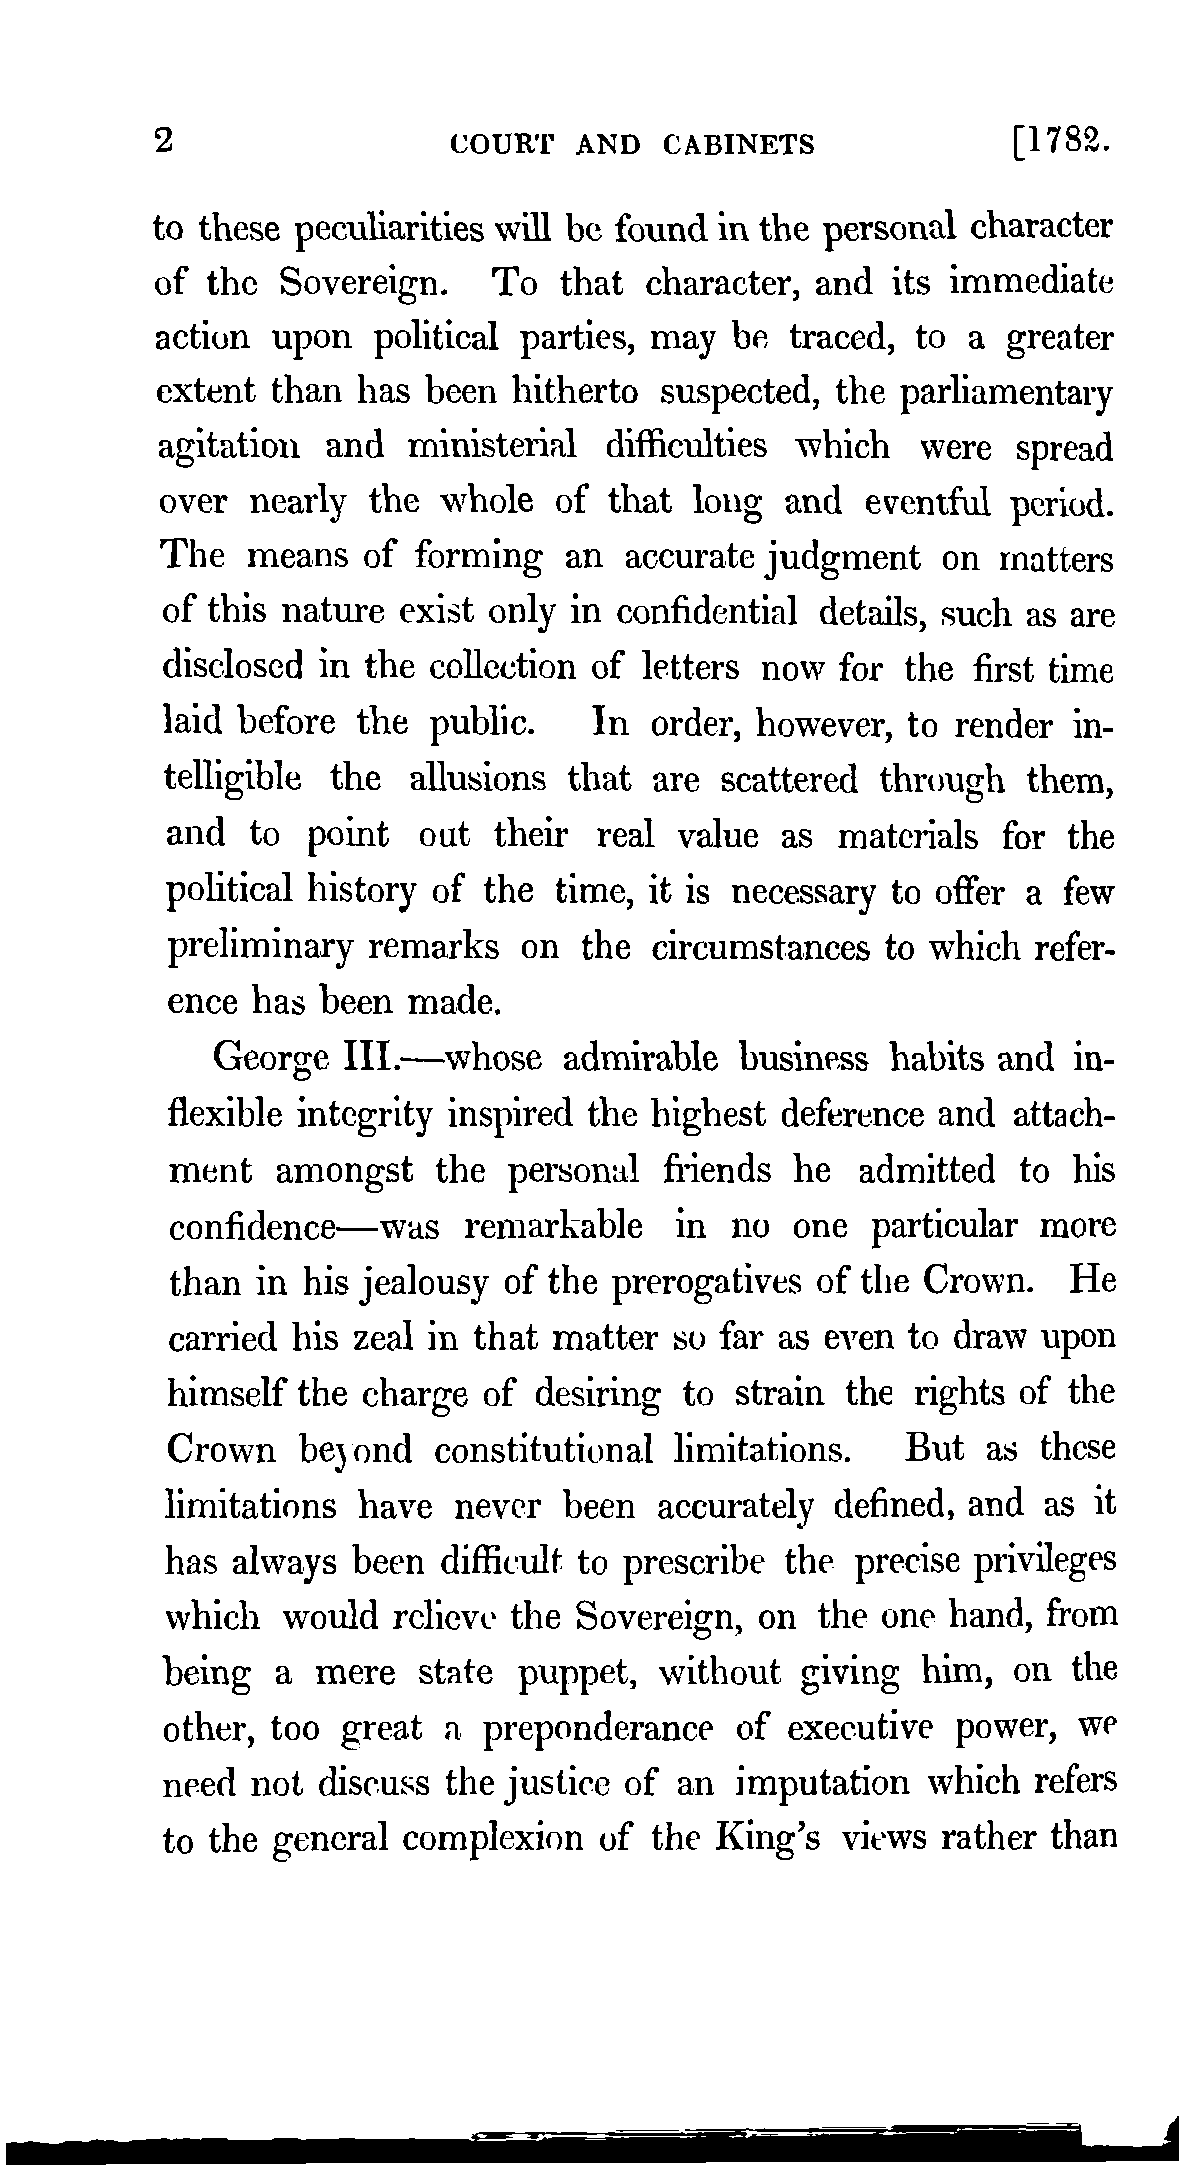 2 COURT AND CABINETS [1782.
to these peculiarities will be found in the personal character
of the Sovereign. To that character, and its immediate
action upon political parties, may be traced, to a greater
extent than has been hitherto suspected, the parliamentary
agitation and ministerial difficulties which were spread
over nearly the whole of that long and eventful period.
The means of forming an accurate judgment on matters
of this nature exist only in confidential details, such as are
disclosed in the collection of letters now for the first time
laid before the public. In order, however, to render in-
telligible the allusions that are scattered through them,
and to point out their real value as materials for the
political history of the time, it is necessary to offer a few
preliminary remarks on the circumstances to which refer-
ence has been made.
George III.—whose admirable business habits and in-
flexible integrity inspired the highest deference and attach-
ment amongst the personal friends he admitted to his
confidence—was remarkable in no one particular more
than in his jealousy of the prerogatives of the Crown. He
carried his zeal in that matter so far as even to draw upon
himself the charge of desiring to strain the rights of the
Crown beyond constitutional limitations. But as these
limitations have never been accurately defined, and as it
has always been difficult to prescribe the precise privileges
which would relieve the Sovereign, on the one hand, from
being a mere state puppet, without giving him, on the
other, too great a preponderance of executive power, we
need not discuss the justice of an imputation which refers
to the general complexion of the King's views rather than